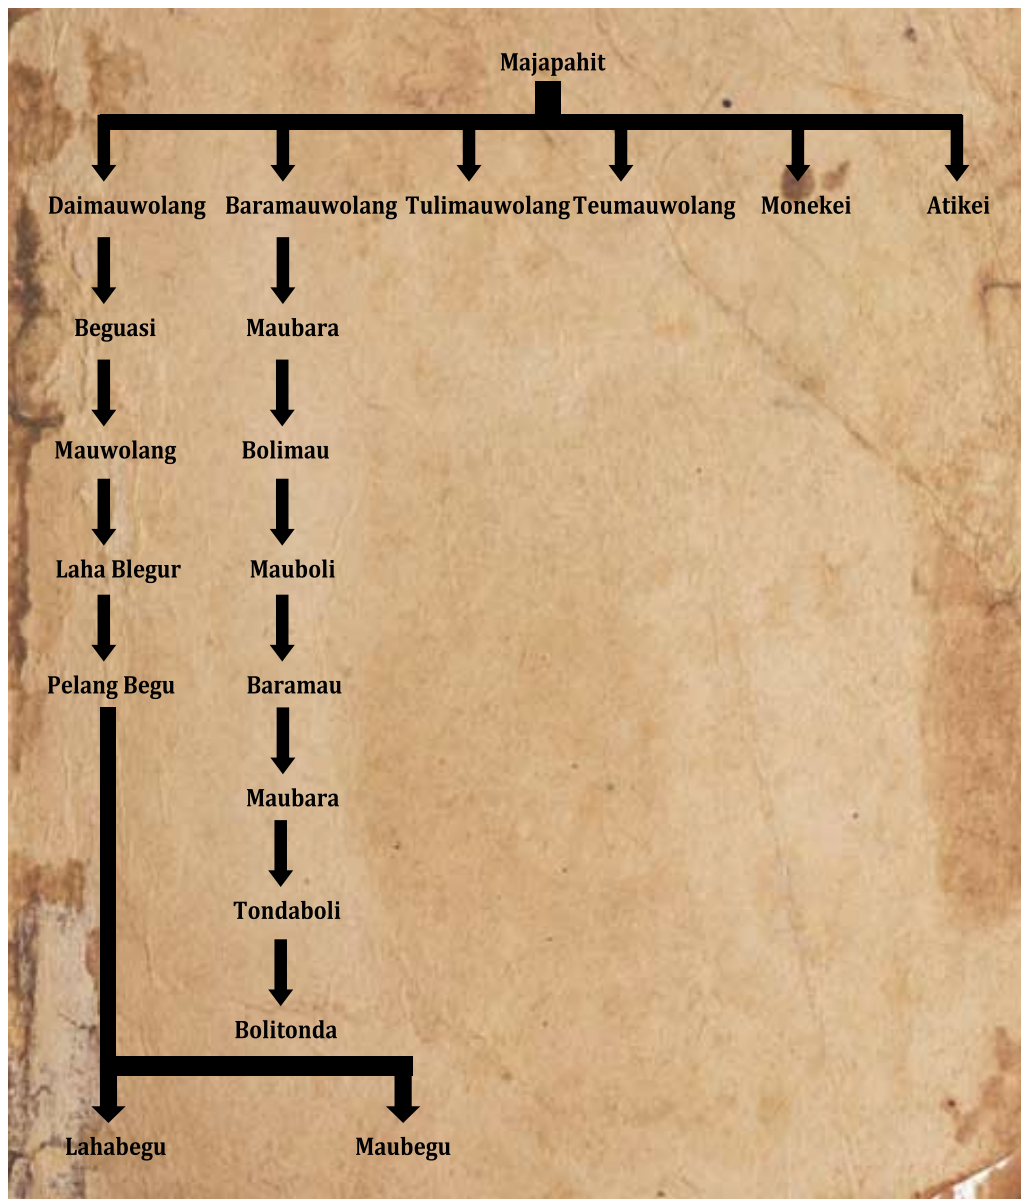 Majapahit
Daimauwolang Baramauwolang Tulimauwolang Teumauwolang Monekei Atikei
Beguasi Maubara
Mauwolang Bolimau
Laha Blegur Mauboli
Pelang Begu Baramau
Maubara
Tondaboli
Bolitonda
Lahabegu Maubegu